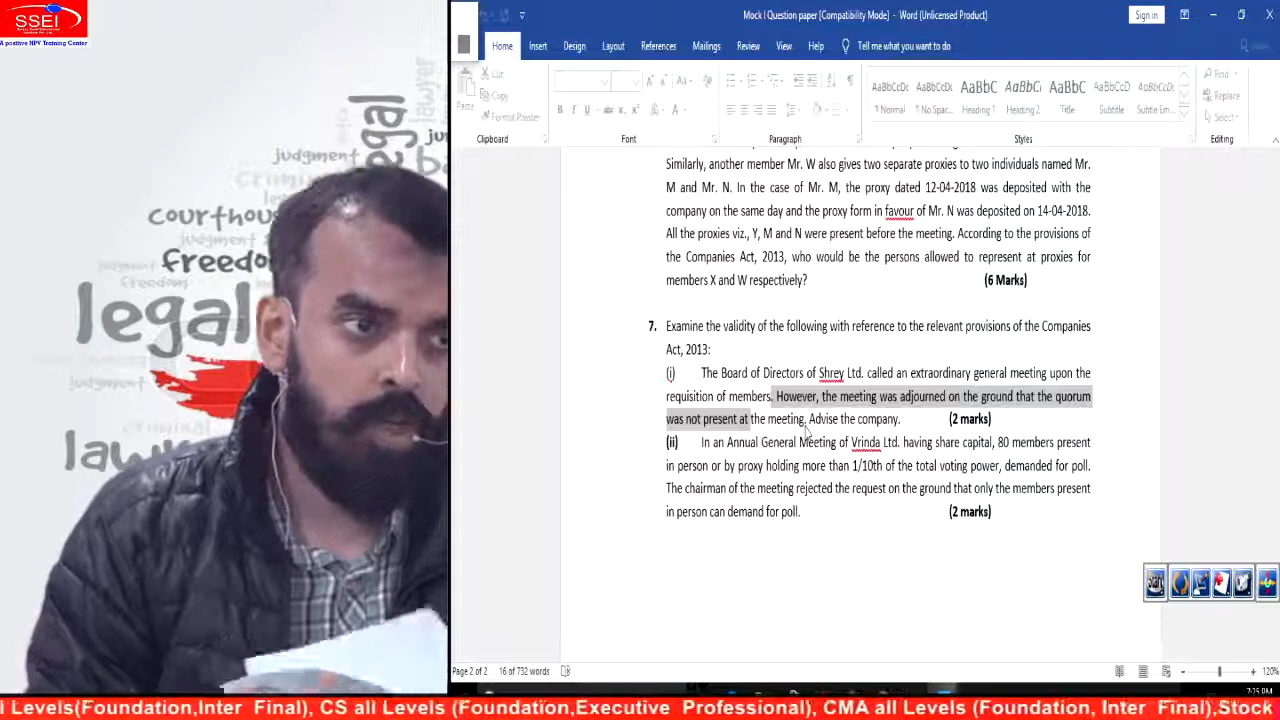 SSEI
A positive NPV Training Center
legal
lawyer
judgment
Criminal
courthou
freedom
legal
judgment
lawy
Mock I Question paper [Compatibility Mode] - Word (Unlicensed Product)
Sign in
Home
Insert
Design
Layout
References
Mailings
Review
View
Help
Tell me what you want to do
Paste
Cut
Copy
Format Painter
Clipboard
Font
Paragraph
AaBbCcDc
¶ Normal
AaBbCcDc
¶ No Spac...
AaBbC
Heading 1
AaBbCc
Heading 2
AaBbC
Title
AaBbCcD
Subtitle
AaBbCcDc
Subtle Em...
Styles
Find
Replace
Select
Editing
Similarly, another member Mr. W also gives two separate proxies to two individuals named Mr.
M and Mr. N. In the case of Mr. M, the proxy dated 12-04-2018 was deposited with the
company on the same day and the proxy form in favour of Mr. N was deposited on 14-04-2018.
All the proxies viz., Y, M and N were present before the meeting. According to the provisions of
the Companies Act, 2013, who would be the persons allowed to represent at proxies for
members X and W respectively? (6 Marks)
7. Examine the validity of the following with reference to the relevant provisions of the Companies
Act, 2013:
(i) The Board of Directors of Shrey Ltd. called an extraordinary general meeting upon the
requisition of members. However, the meeting was adjourned on the ground that the quorum
was not present at the meeting. Advise the company. (2 marks)
(ii) In an Annual General Meeting of Vrinda Ltd. having share capital, 80 members present
in person or by proxy holding more than 1/10th of the total voting power, demanded for poll.
The chairman of the meeting rejected the request on the ground that only the members present
in person can demand for poll. (2 marks)
Page 2 of 2
16 of 732 words
120%
7:25 PM
l Levels(Foundation,Inter Final), CS all Levels (Foundation,Executive Professional), CMA all Levels (Foundation, Inter Final),Stock